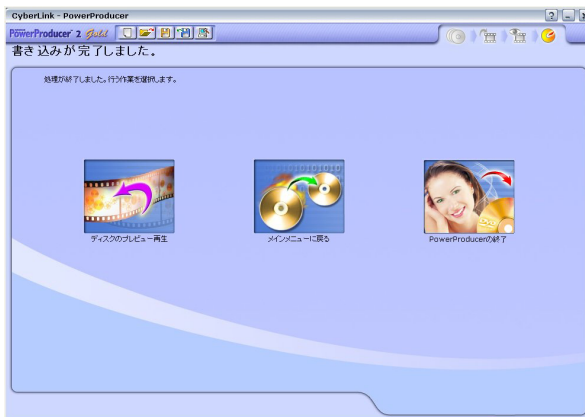 CyberLink - PowerProducer
PowerProducer 2 Gold
書き込みが完了しました。
処理が終了しました。行う作業を選択します。
ディスクのプレビュー再生
メインメニューに戻る
PowerProducerの終了